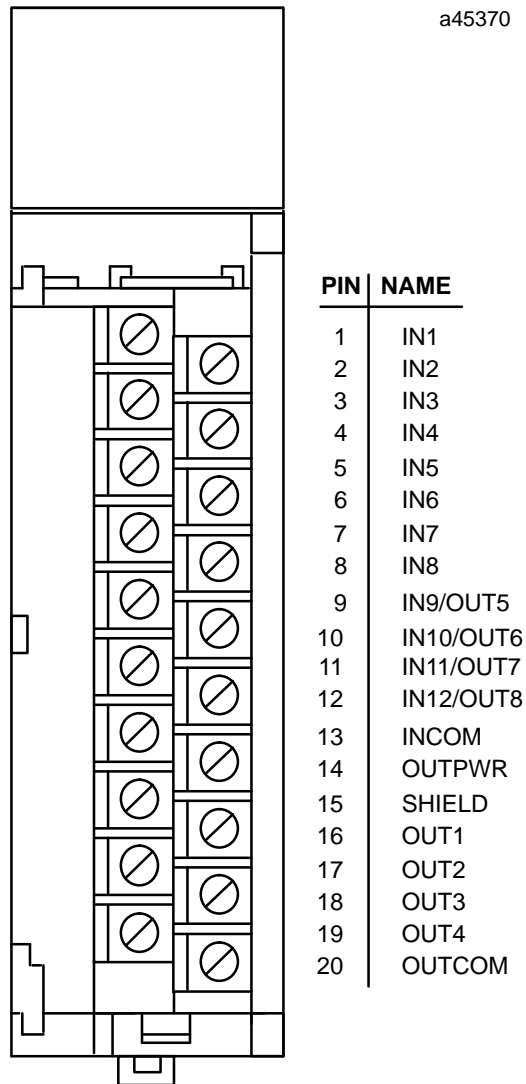 a45370
PIN NAME
1 IN1
2 IN2
3 IN3
4 IN4
5 IN5
6 IN6
7 IN7
8 IN8
9 IN9/OUT5
10 IN10/OUT6
11 IN11/OUT7
12 IN12/OUT8
13 INCOM
14 OUTPWR
15 SHIELD
16 OUT1
17 OUT2
18 OUT3
19 OUT4
20 OUTCOM